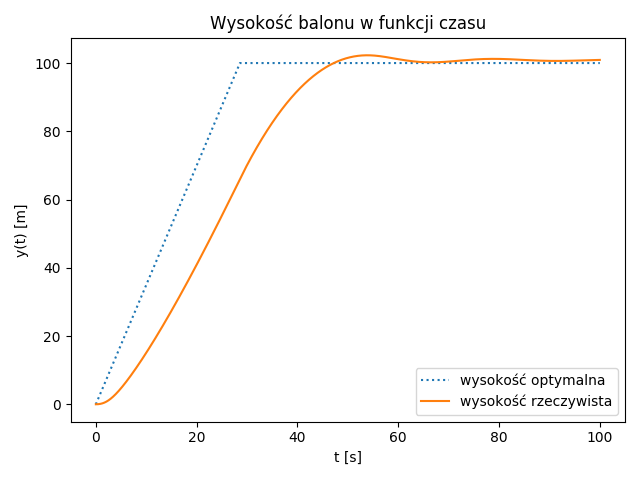 Wysokość balonu w funkcji czasu
y(t) [m]
100
80
60
40
20
0
0 20 40 60 80 100
t [s]
wysokość optymalna
wysokość rzeczywista